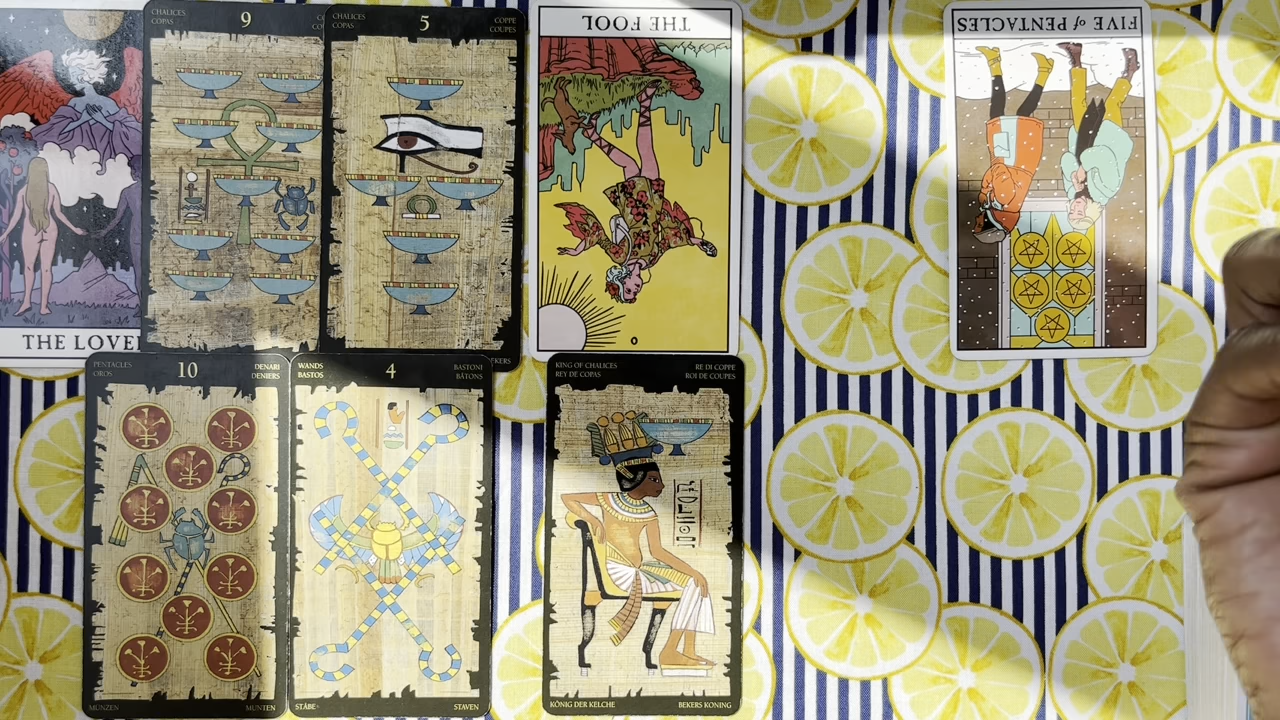 THE LOVE
CHALICES
COPAS
9
CHALICES
COPAS
5
COPPE
COUPES
THE FOOL
0
FIVE of PENTACLES
PENTACLES
OROS
10
DENARI
DENIERS
MÜNZEN
MUNTEN
WANDS
BASTOS
4
BASTONI
BÂTONS
STÄBE
STAVEN
KING OF CHALICES
REY DE COPAS
RE DI COPPE
ROI DE COUPES
KÖNIG DER KELCHE
BEKERS KONING